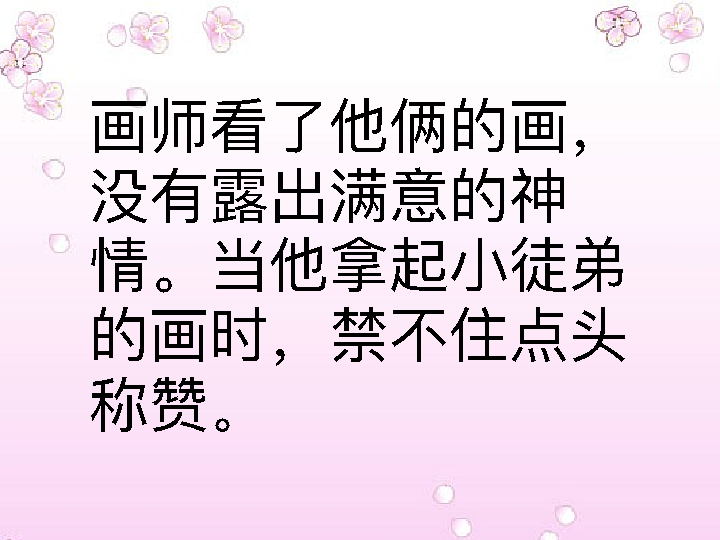 画师看了他俩的画，
没有露出满意的神
情。当他拿起小徒弟
的画时，禁不住点头
称赞。